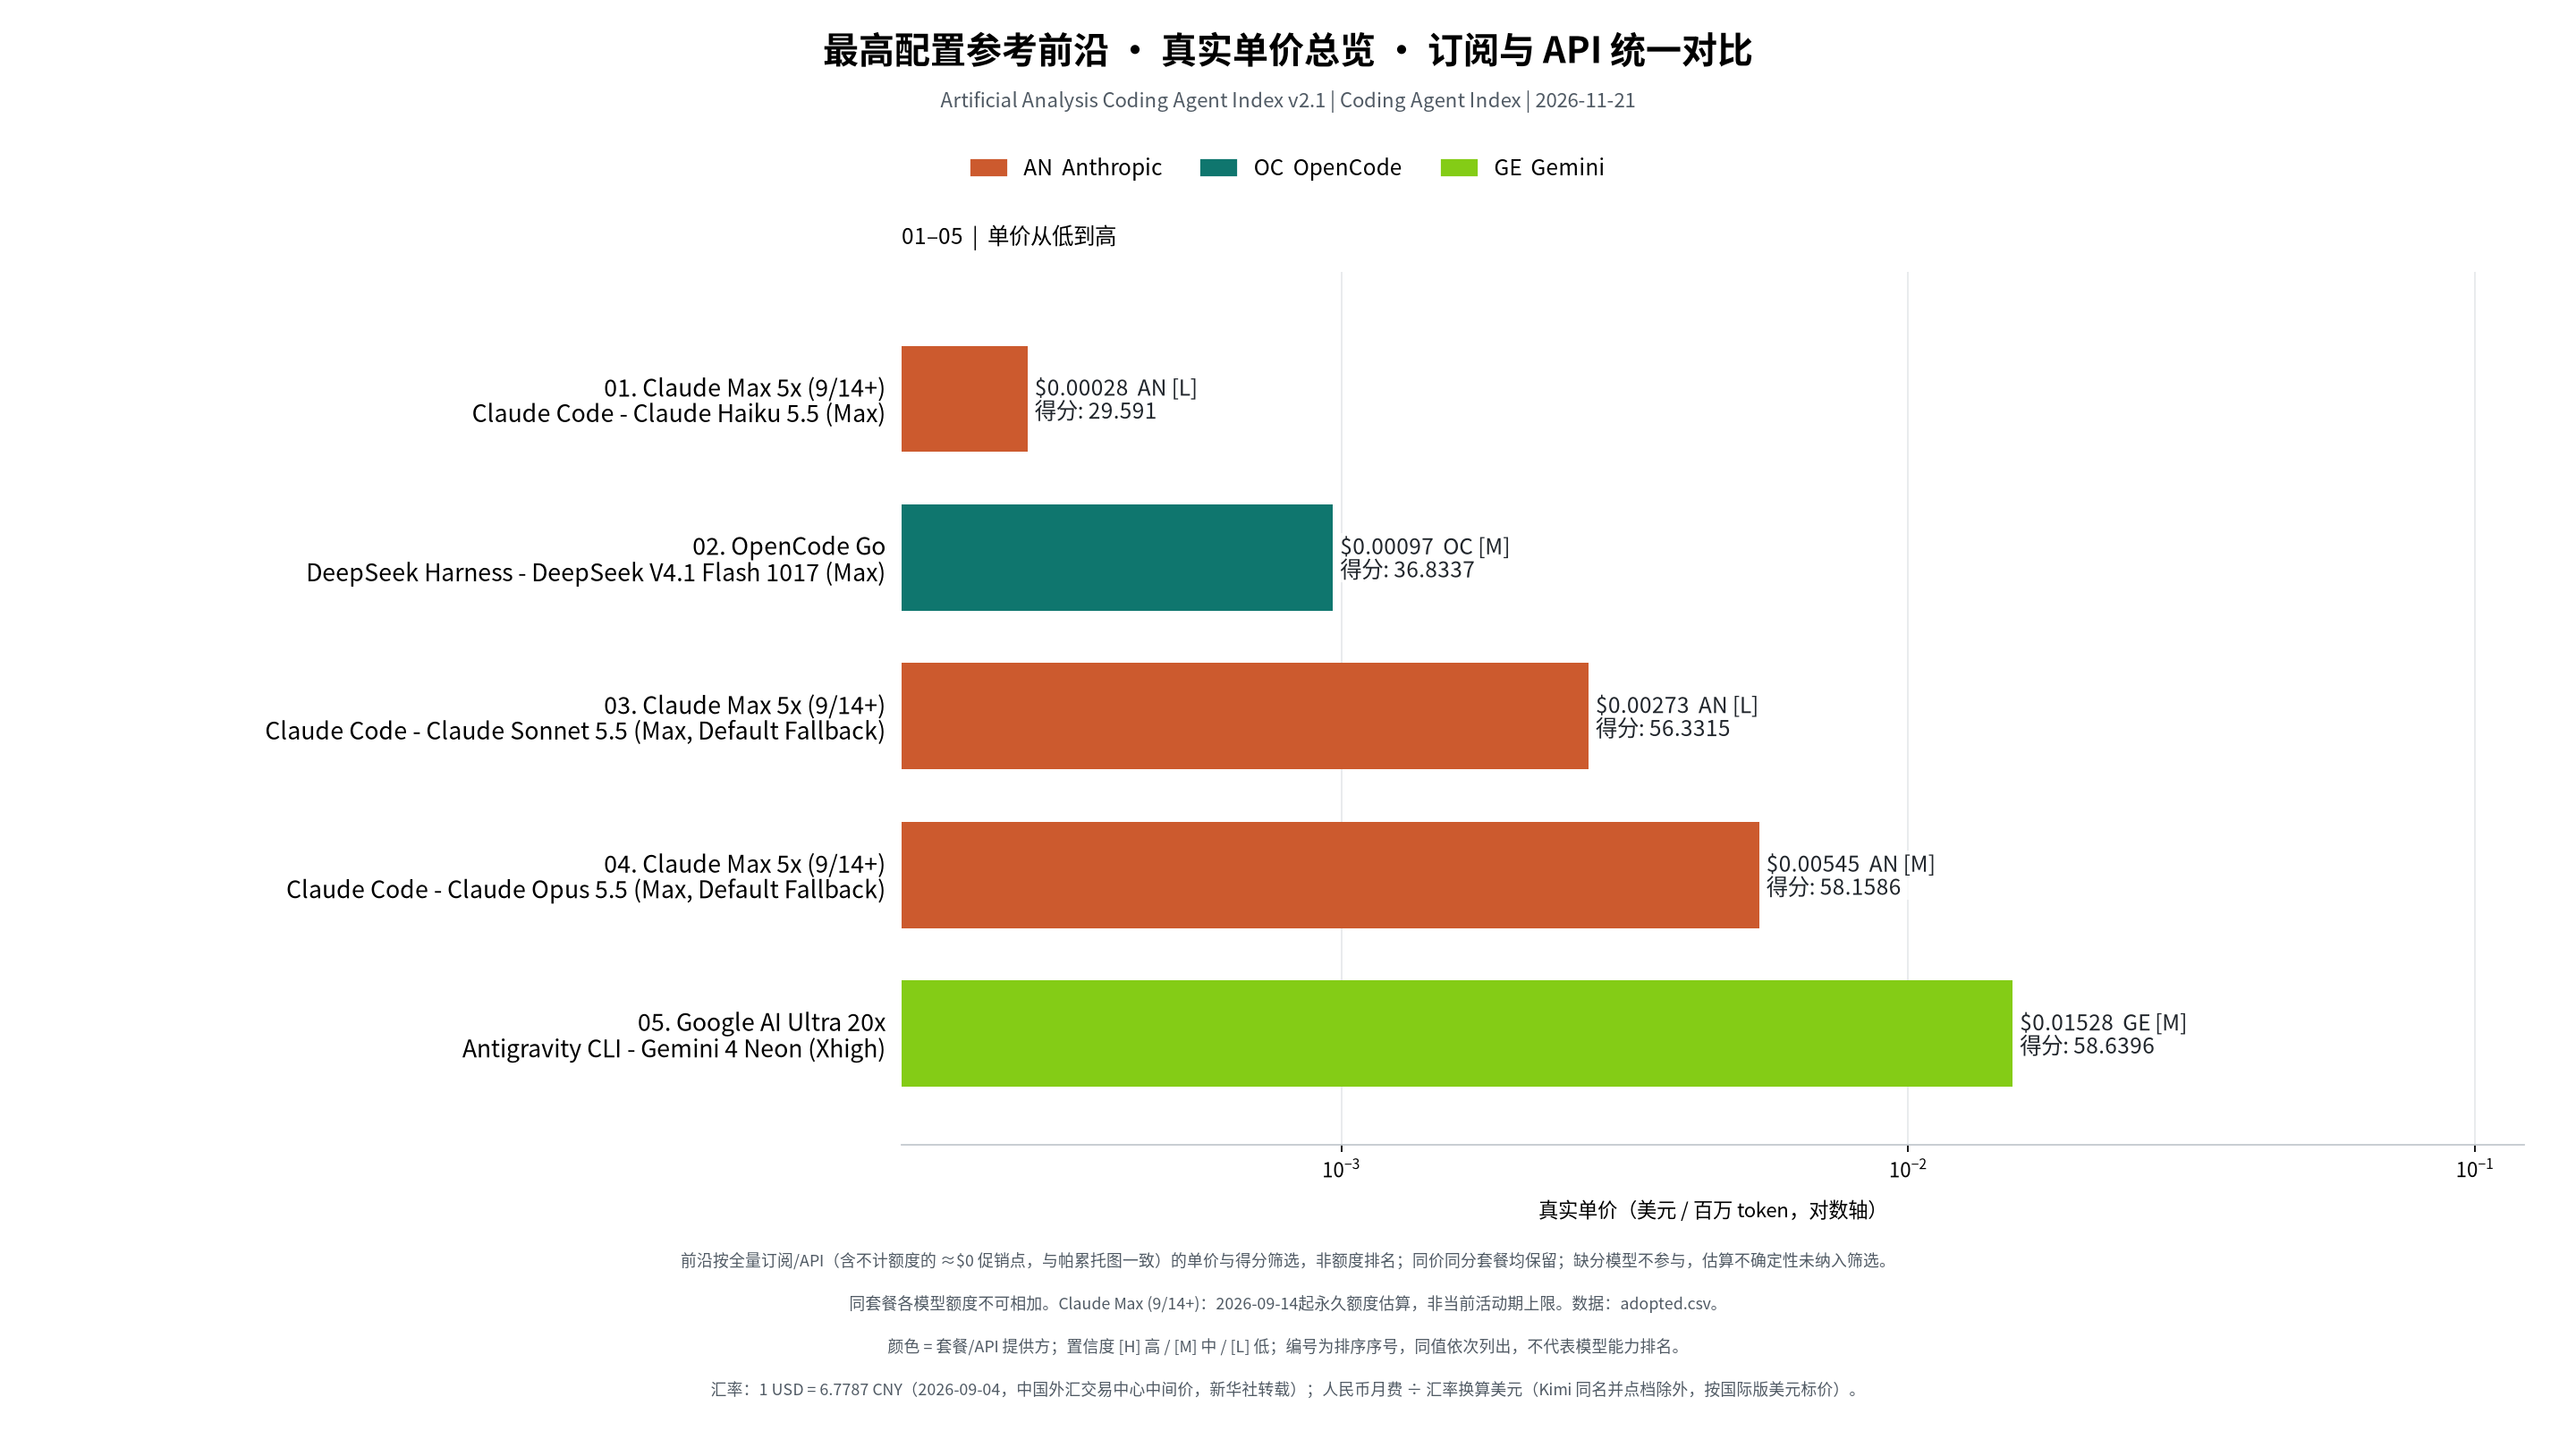 最高配置参考前沿 · 真实单价总览 · 订阅与 API 统一对比
Artificial Analysis Coding Agent Index v2.1 | Coding Agent Index | 2026-11-21
AN Anthropic
OC OpenCode
GE Gemini
01–05 | 单价从低到高
01. Claude Max 5x (9/14+)
Claude Code - Claude Haiku 5.5 (Max)
$0.00028 AN [L]
得分: 29.591
02. OpenCode Go
DeepSeek Harness - DeepSeek V4.1 Flash 1017 (Max)
$0.00097 OC [M]
得分: 36.8337
03. Claude Max 5x (9/14+)
Claude Code - Claude Sonnet 5.5 (Max, Default Fallback)
$0.00273 AN [L]
得分: 56.3315
04. Claude Max 5x (9/14+)
Claude Code - Claude Opus 5.5 (Max, Default Fallback)
$0.00545 AN [M]
得分: 58.1586
05. Google AI Ultra 20x
Antigravity CLI - Gemini 4 Neon (Xhigh)
$0.01528 GE [M]
得分: 58.6396
10⁻³
10⁻²
10⁻¹
真实单价（美元 / 百万 token，对数轴）
前沿按全量订阅/API（含不计额度的 ≈$0 促销点，与帕累托图一致）的单价与得分筛选，非额度排名；同价同分套餐均保留；缺分模型不参与，估算不确定性未纳入筛选。
同套餐各模型额度不可相加。Claude Max (9/14+)：2026-09-14起永久额度估算，非当前活动期上限。数据：adopted.csv。
颜色 = 套餐/API 提供方；置信度 [H] 高 / [M] 中 / [L] 低；编号为排序序号，同值依次列出，不代表模型能力排名。
汇率：1 USD = 6.7787 CNY（2026-09-04，中国外汇交易中心中间价，新华社转载）；人民币月费 ÷ 汇率换算美元（Kimi 同名并点档除外，按国际版美元标价）。